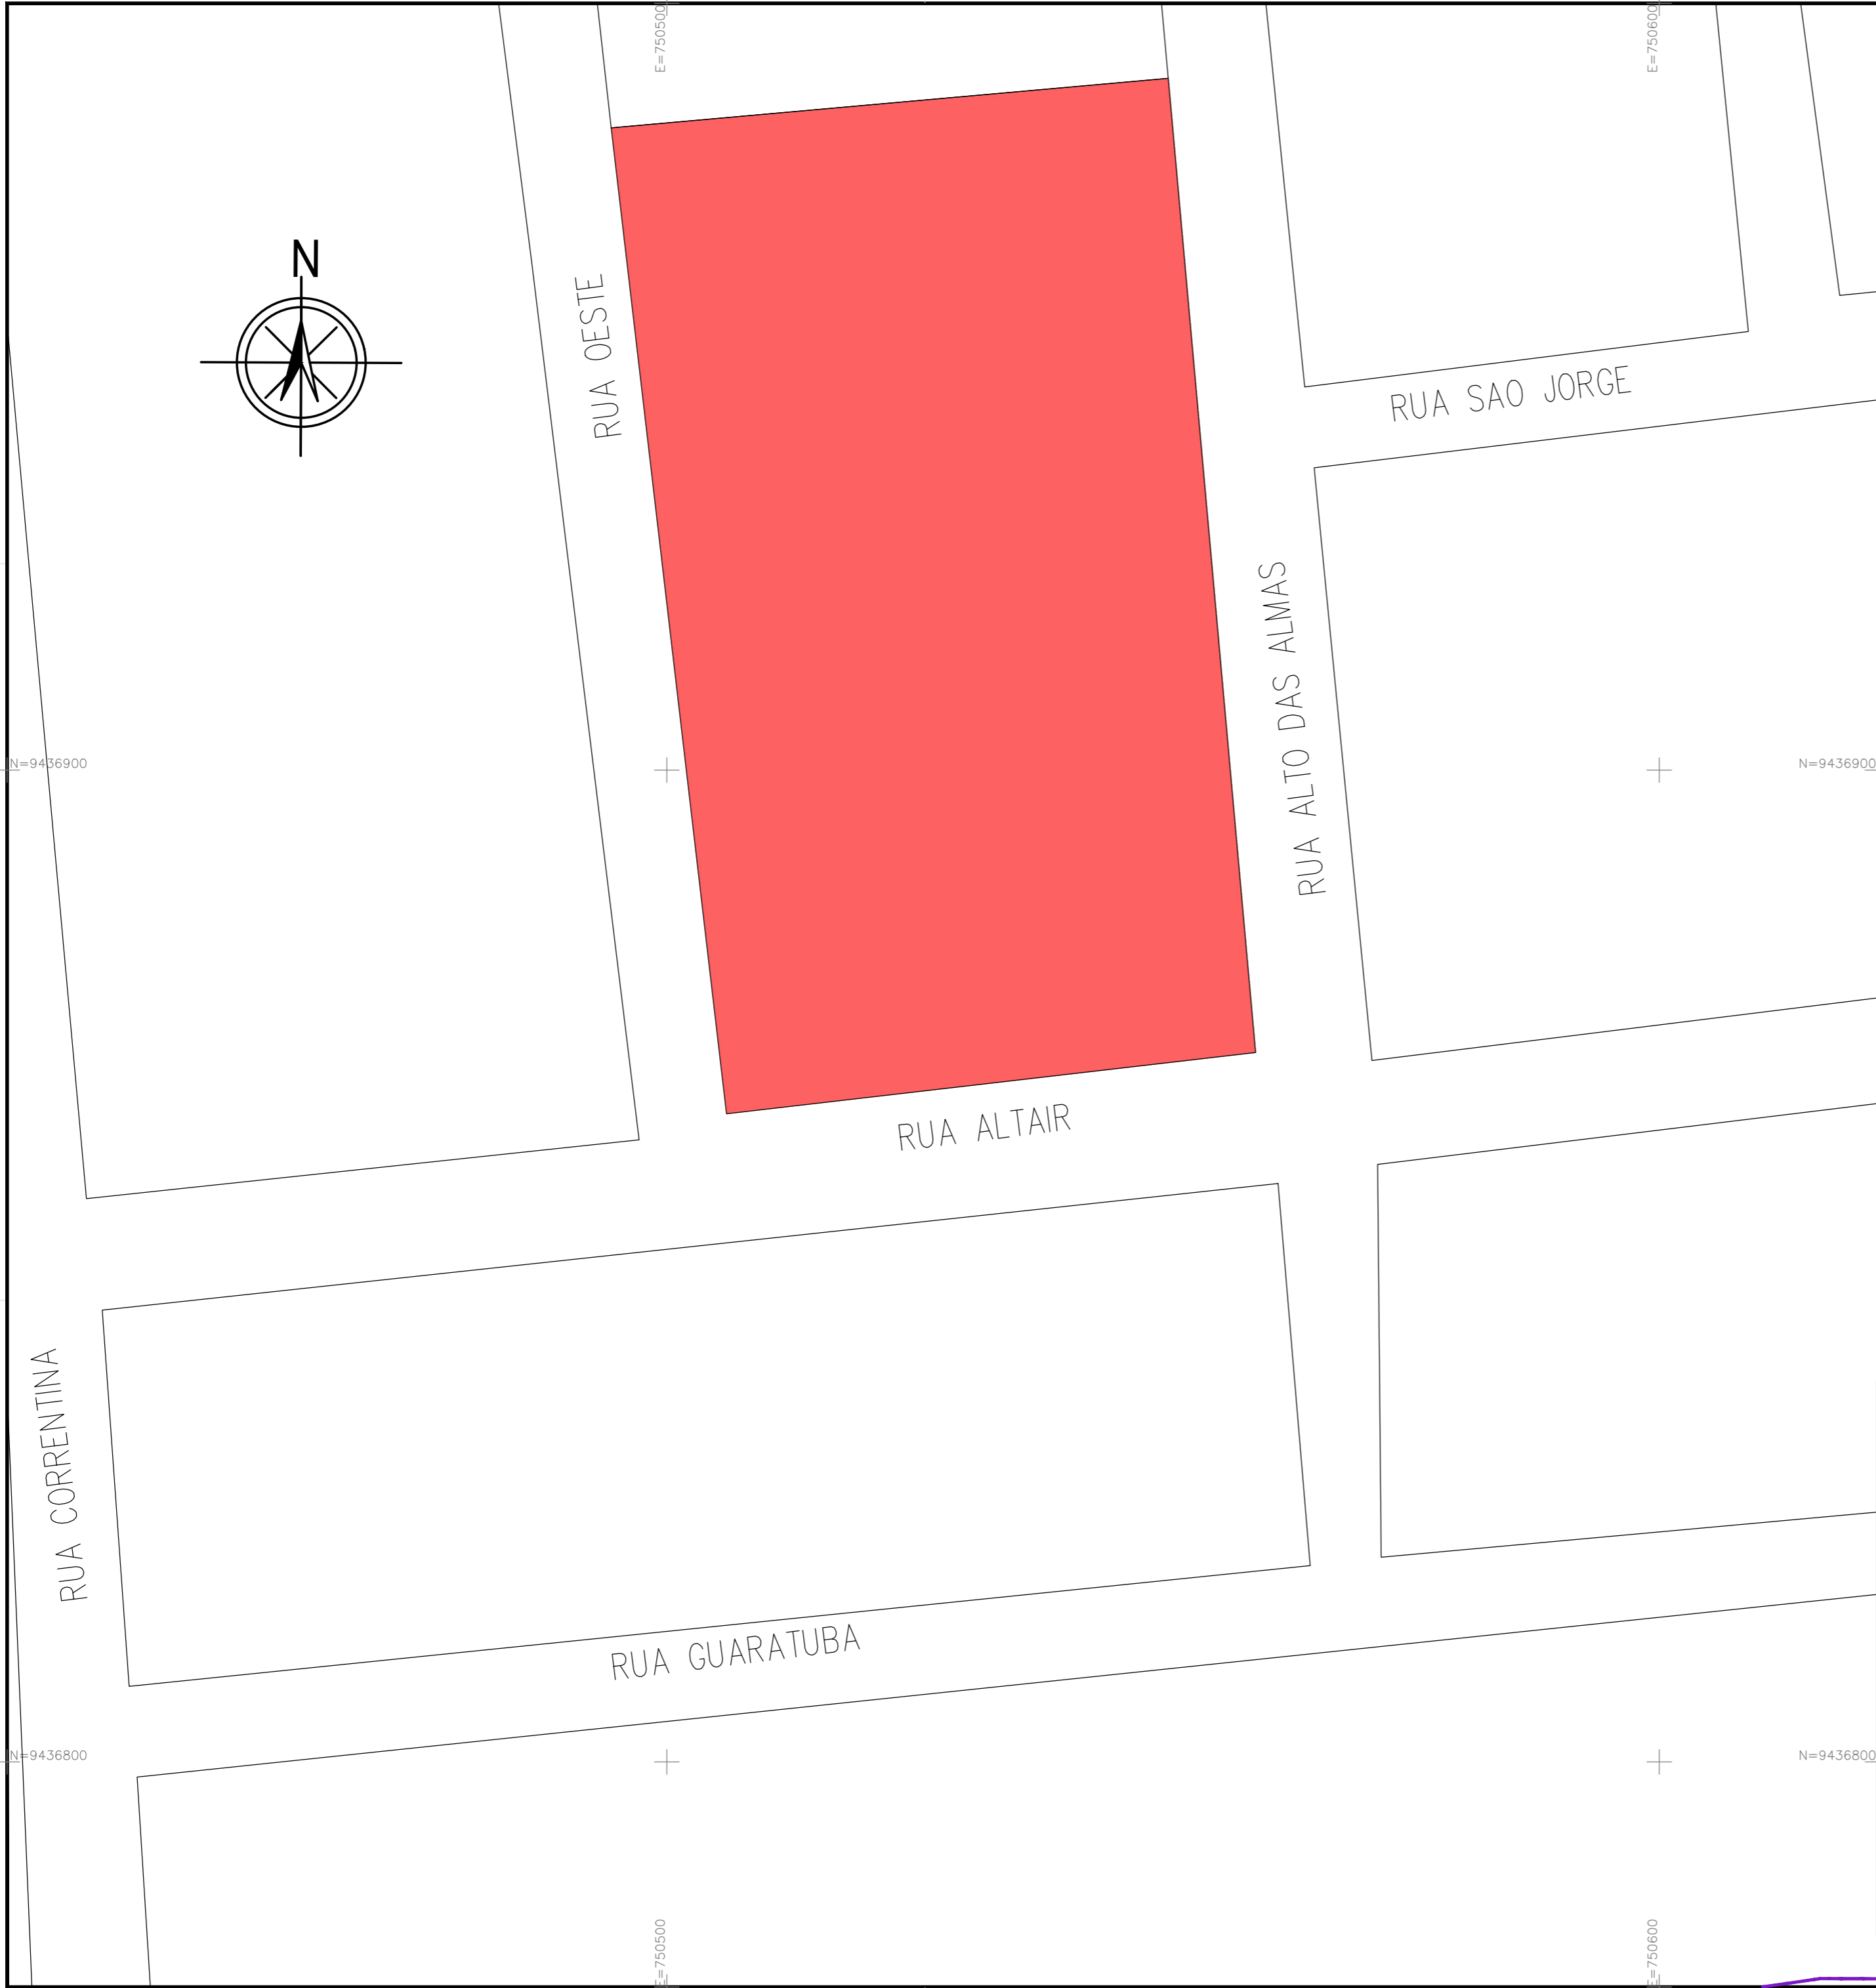 E=750500
E=750600
N
RUA OESTE
RUA SAO JORGE
RUA ALTO DAS ALMAS
N=9436900
N=9436900
RUA ALTAIR
RUA CORRENTINA
RUA GUARATUBA
N=9436800
N=9436800
E=750500
E=750600